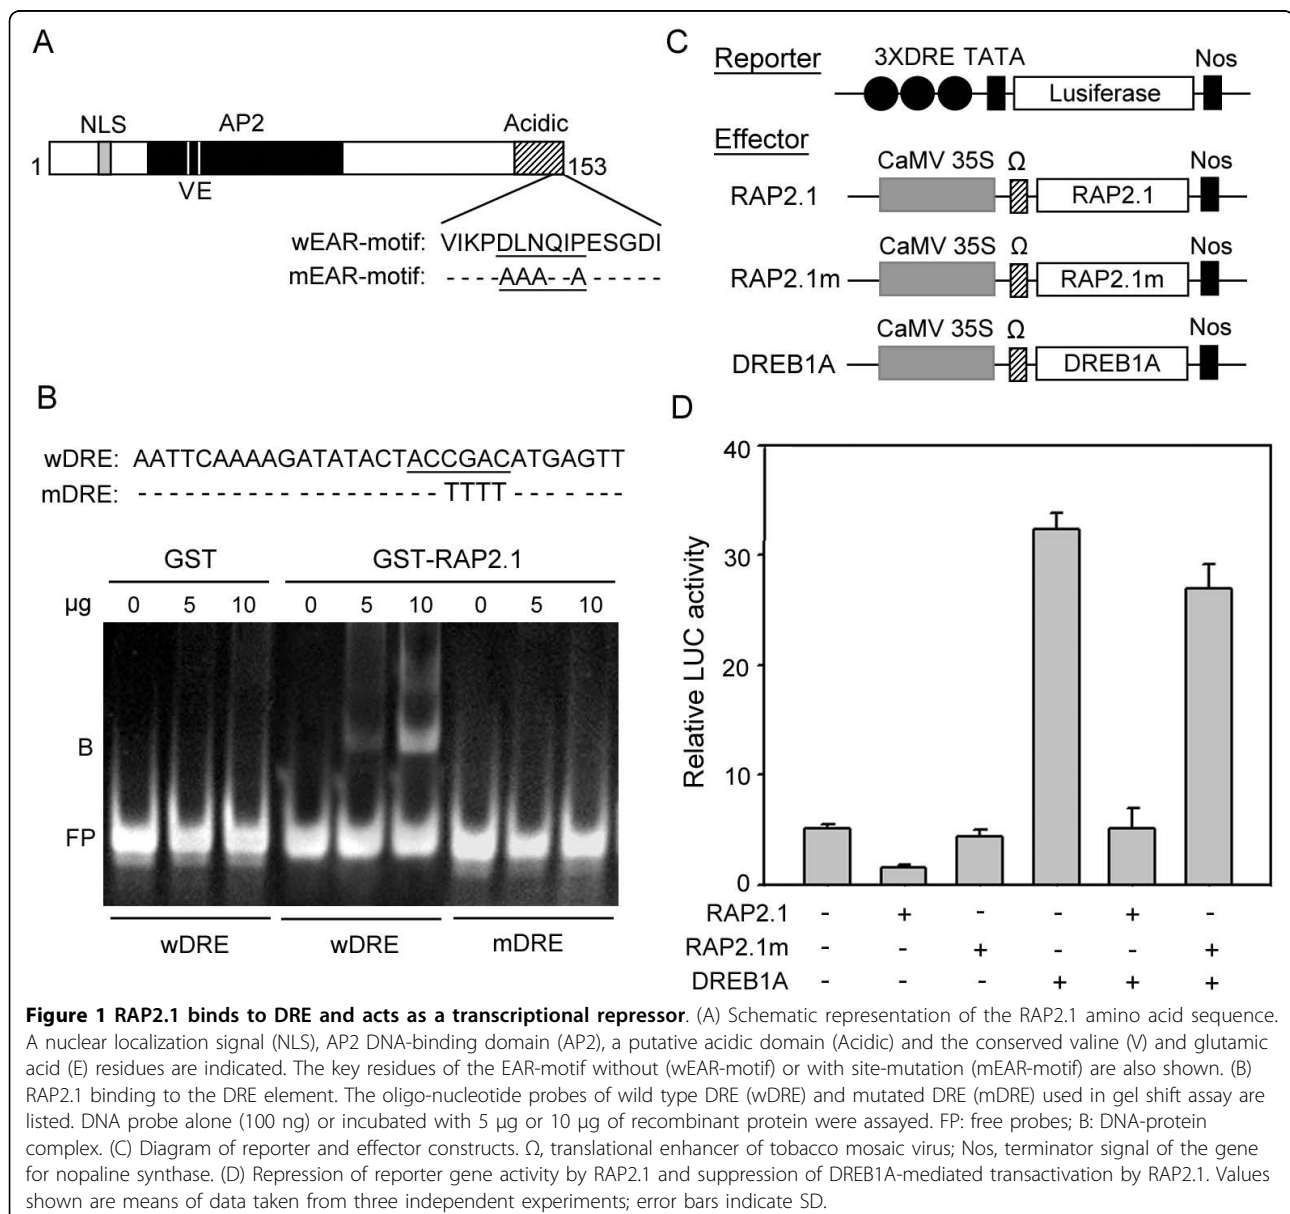 A
NLS AP2 Acidic
1 153
VE
wEAR-motif: VIKPDLNQIPESGDI
mEAR-motif: ----AAA--A-----
B
wDRE: AATTCAAAAGATATACTACCGACATGAGTT
mDRE: -------------------TTTT-------
GST GST-RAP2.1
µg 0 5 10 0 5 10 0 5 10
B
FP
wDRE wDRE mDRE
C
Reporter 3XDRE TATA Nos
Lusiferase
Effector
CaMV 35S Ω Nos
RAP2.1 RAP2.1
CaMV 35S Ω Nos
RAP2.1m RAP2.1m
CaMV 35S Ω Nos
DREB1A DREB1A
D
Relative LUC activity
40
30
20
10
0
RAP2.1 - + - - + -
RAP2.1m - - + - - +
DREB1A - - - + + +
Figure 1 RAP2.1 binds to DRE and acts as a transcriptional repressor. (A) Schematic representation of the RAP2.1 amino acid sequence.
A nuclear localization signal (NLS), AP2 DNA-binding domain (AP2), a putative acidic domain (Acidic) and the conserved valine (V) and glutamic
acid (E) residues are indicated. The key residues of the EAR-motif without (wEAR-motif) or with site-mutation (mEAR-motif) are also shown. (B)
RAP2.1 binding to the DRE element. The oligo-nucleotide probes of wild type DRE (wDRE) and mutated DRE (mDRE) used in gel shift assay are
listed. DNA probe alone (100 ng) or incubated with 5 µg or 10 µg of recombinant protein were assayed. FP: free probes; B: DNA-protein
complex. (C) Diagram of reporter and effector constructs. Ω, translational enhancer of tobacco mosaic virus; Nos, terminator signal of the gene
for nopaline synthase. (D) Repression of reporter gene activity by RAP2.1 and suppression of DREB1A-mediated transactivation by RAP2.1. Values
shown are means of data taken from three independent experiments; error bars indicate SD.